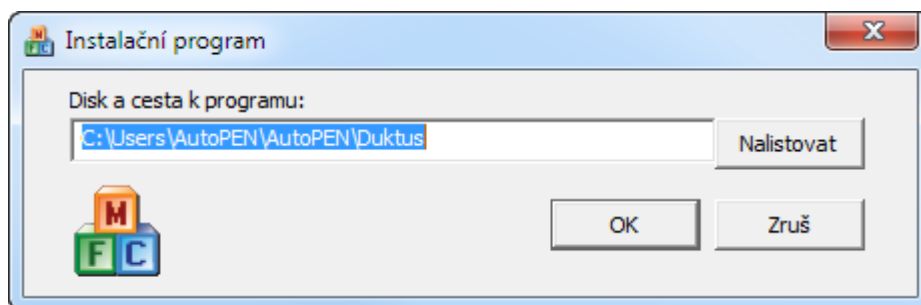 Instalační program
Disk a cesta k programu:
C:\Users\AutoPEN\AutoPEN\Duktus
Nalistovat
M
F C
OK
Zruš